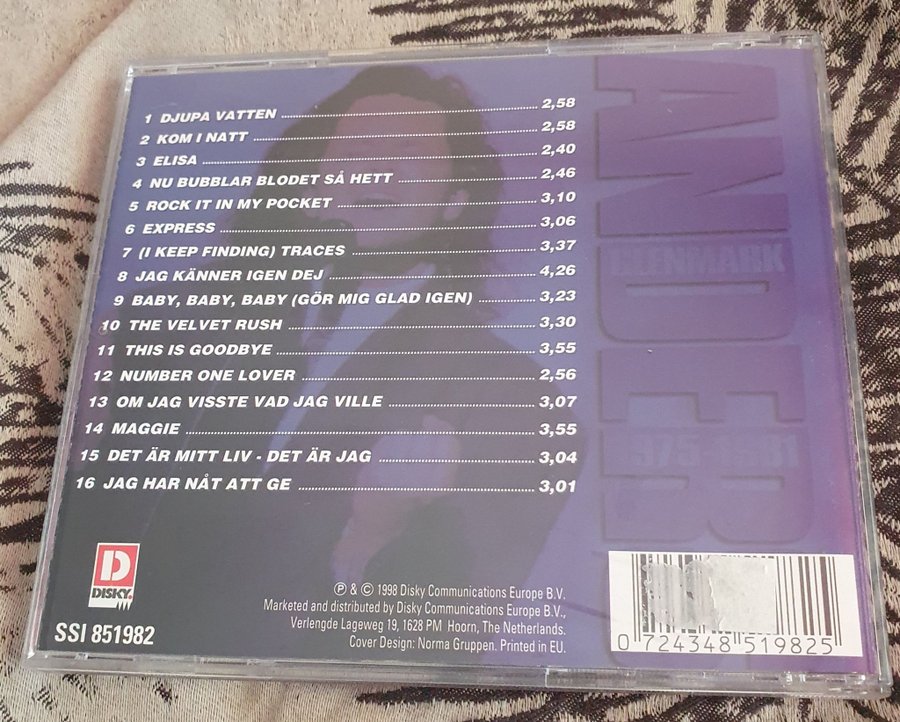 1 DJUPA VATTEN 2,58
2 KOM I NATT 2,58
3 ELISA 2,40
4 NU BUBBLAR BLODET SÅ HETT 2,46
5 ROCK IT IN MY POCKET 3,10
6 EXPRESS 3,06
7 (I KEEP FINDING) TRACES 3,37
8 JAG KÄNNER IGEN DEJ 4,26
9 BABY, BABY, BABY (GÖR MIG GLAD IGEN) 3,23
10 THE VELVET RUSH 3,30
11 THIS IS GOODBYE 3,55
12 NUMBER ONE LOVER 2,56
13 OM JAG VISSTE VAD JAG VILLE 3,07
14 MAGGIE 3,55
15 DET ÄR MITT LIV - DET ÄR JAG 3,04
16 JAG HAR NÅT ATT GE 3,01
ANDER
D
DISKY
SSI 851982
℗ & © 1998 Disky Communications Europe B.V.
Marketed and distributed by Disky Communications Europe B.V.,
Verlengde Lageweg 19, 1628 PM Hoorn, The Netherlands.
Cover Design: Norma Gruppen. Printed in EU.
0 724348 519825